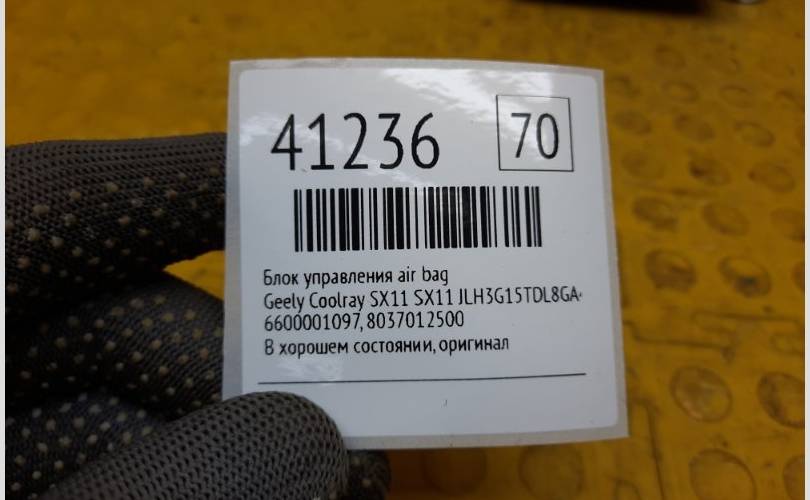 41236
70
Блок управления air bag
Geely Coolray SX11 SX11 JLH3G15TDL8GA-
6600001097, 8037012500
В хорошем состоянии, оригинал